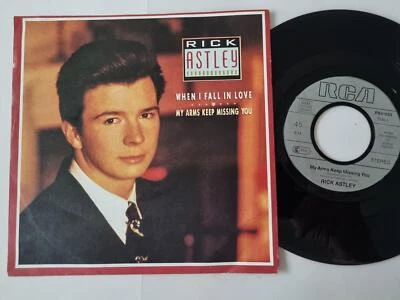 RICK
ASTLEY
WHEN I FALL IN LOVE
MY ARMS KEEP MISSING YOU
RCA
45
STEREO
My Arms Keep Missing You
RICK ASTLEY